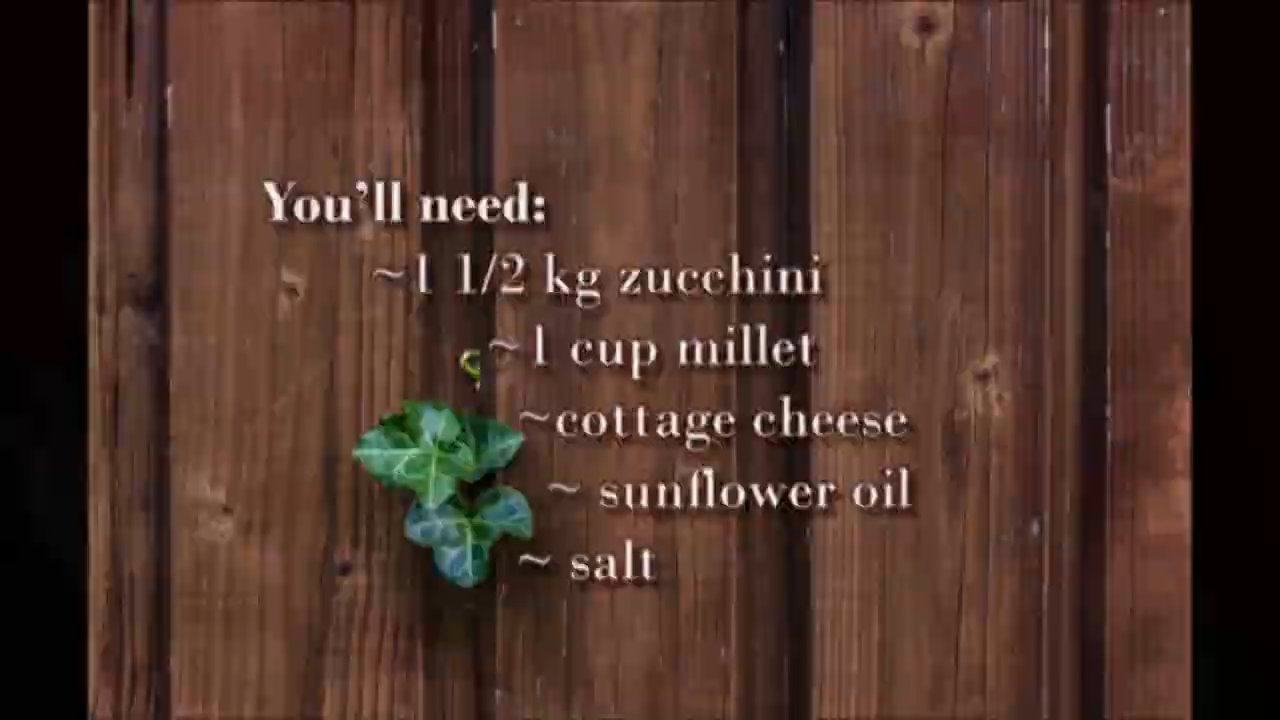 You'll need:
~1 1/2 kg zucchini
~ 1 cup millet
~cottage cheese
~ sunflower oil
~ salt